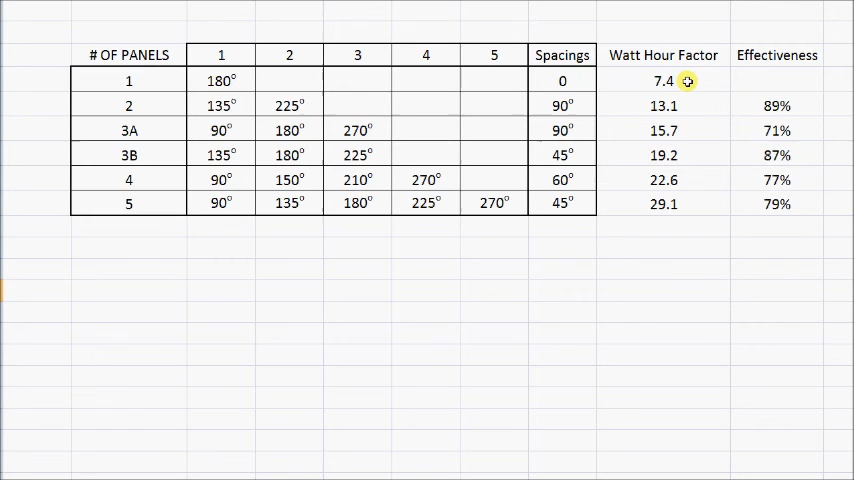 # OF PANELS 1 2 3 4 5 Spacings Watt Hour Factor Effectiveness
1 180° 0 7.4
2 135° 225° 90° 13.1 89%
3A 90° 180° 270° 90° 15.7 71%
3B 135° 180° 225° 45° 19.2 87%
4 90° 150° 210° 270° 60° 22.6 77%
5 90° 135° 180° 225° 270° 45° 29.1 79%